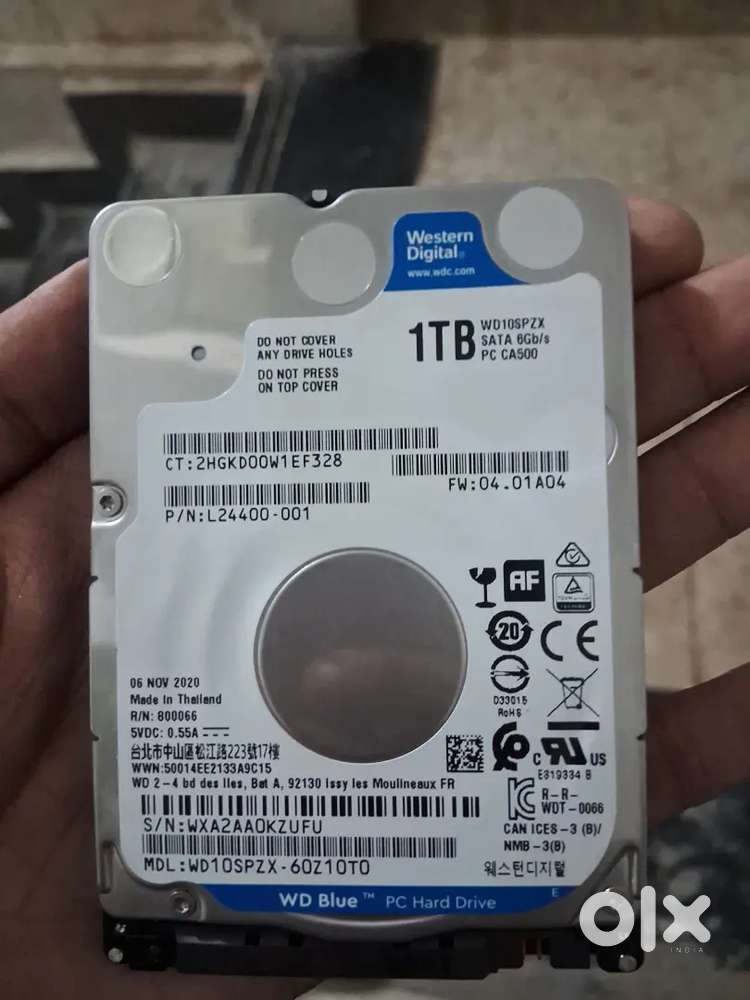 Western
Digital®
www.wdc.com
1TB
WD10SPZX
SATA 6Gb/s
PC CA500
DO NOT COVER
ANY DRIVE HOLES
DO NOT PRESS
ON TOP COVER
CT:2HGKD00W1EF328
FW:04.01A04
P/N:L24400-001
AF
20
CE
D33015
RoHS
06 NOV 2020
Made in Thailand
R/N: 800066
5VDC: 0.55A
台北市中山區松江路223號17樓
WWN:50014EE2133A9C15
WD 2-4 bd des Iles, Bat A, 92130 Issy les Moulineaux FR
C US
E319334 B
R-R-
WDT-0066
CAN ICES-3 (B)/
NMB-3(B)
S/N:WXA2AA0KZUFU
MDL:WD10SPZX-60Z10T0
웨스턴디지털
WD Blue™ PC Hard Drive
E
olx
INDIA